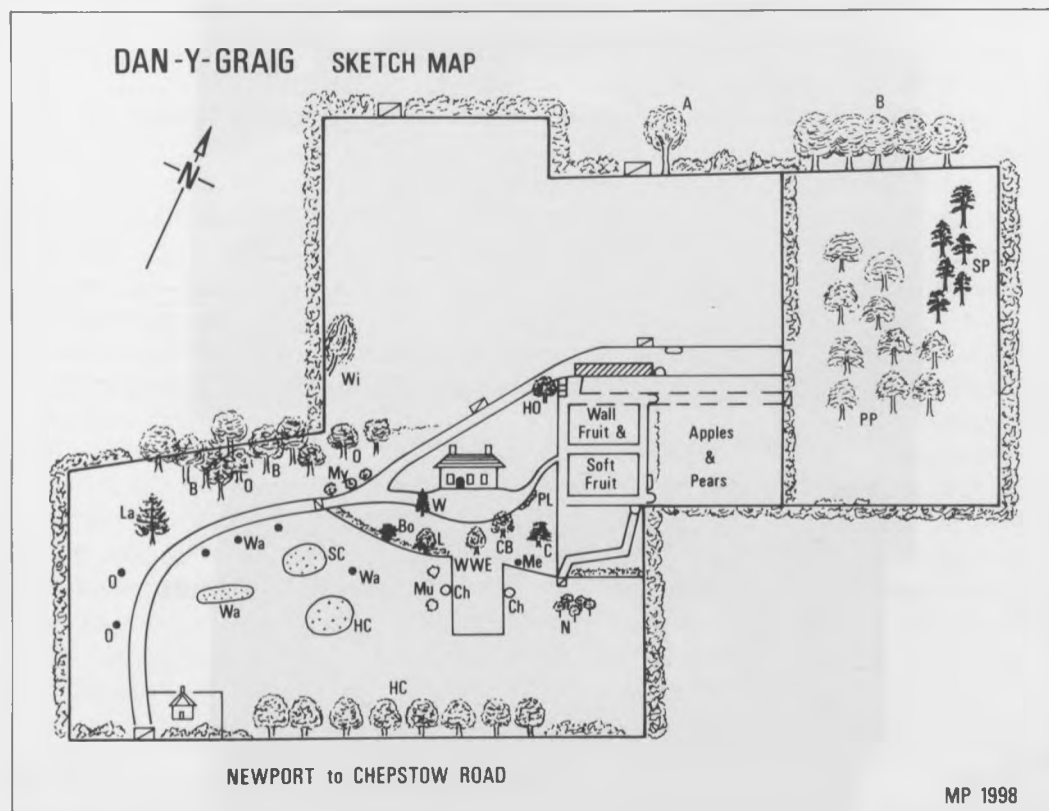 DAN-Y-GRAIG SKETCH MAP
A
B
N
SP
Wi
HO
Wall
Fruit &
Soft
Fruit
Apples
&
Pears
PP
O
B
O
B
My
La
W
PL
Bo
L
WWE
CB
C
Me
Wa
SC
Wa
Wa
HC
Mu
Ch
Ch
N
O
O
HC
NEWPORT to CHEPSTOW ROAD
MP 1998